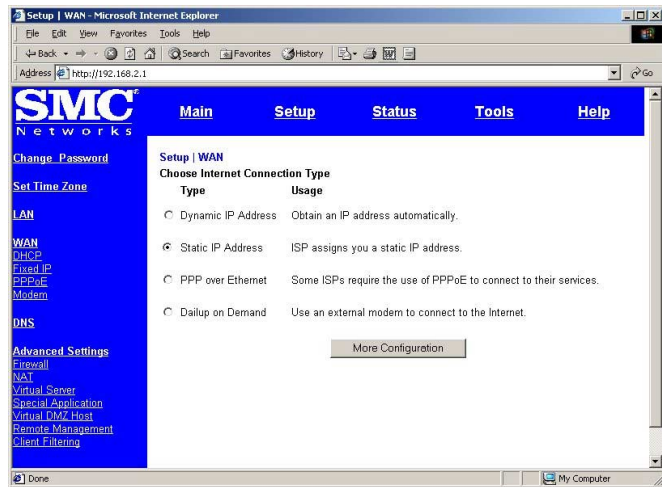 Setup | WAN - Microsoft Internet Explorer
File Edit View Favorites Tools Help
Back Search Favorites History
Address http://192.168.2.1 Go
SMC®
Networks
Main Setup Status Tools Help
Change Password
Set Time Zone
LAN
WAN
DHCP
Fixed IP
PPPoE
Modem
DNS
Advanced Settings
Firewall
NAT
Virtual Server
Special Application
Virtual DMZ Host
Remote Management
Client Filtering
Setup | WAN
Choose Internet Connection Type
Type Usage
Dynamic IP Address Obtain an IP address automatically.
Static IP Address ISP assigns you a static IP address.
PPP over Ethernet Some ISPs require the use of PPPoE to connect to their services.
Dailup on Demand Use an external modem to connect to the Internet.
More Configuration
Done My Computer